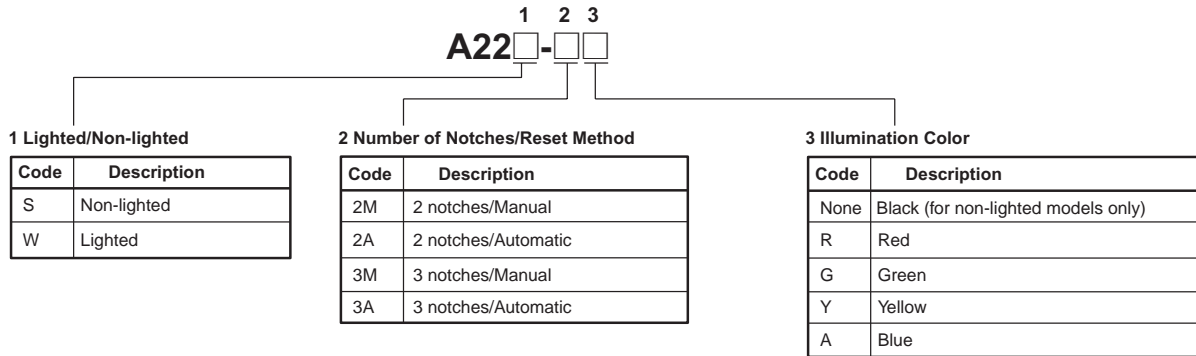 1 2 3
A22□-□□
1 Lighted/Non-lighted
Code Description
S Non-lighted
W Lighted
2 Number of Notches/Reset Method
Code Description
2M 2 notches/Manual
2A 2 notches/Automatic
3M 3 notches/Manual
3A 3 notches/Automatic
3 Illumination Color
Code Description
None Black (for non-lighted models only)
R Red
G Green
Y Yellow
A Blue